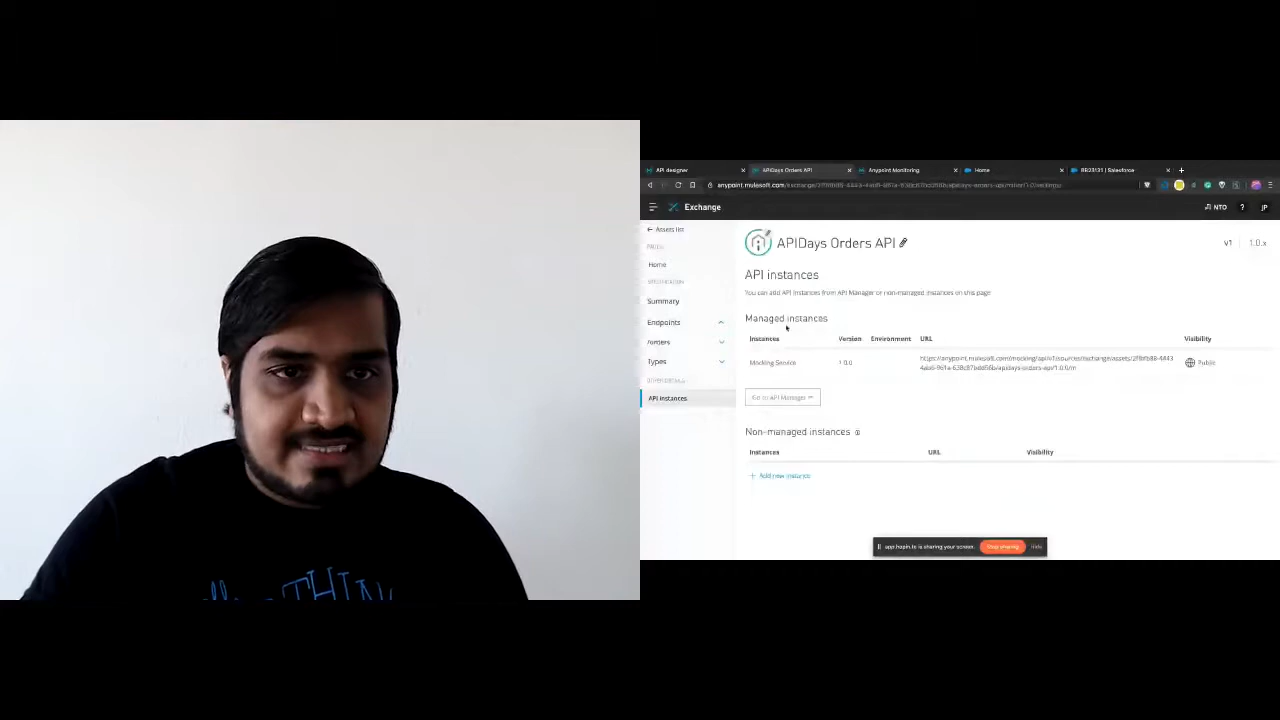 THIN
API designer
APIDays Orders API
Anypoint Monitoring
Home
Salesforce
Exchange
NTO
?
JP
Assets list
APIDays Orders API
v1
1.0.x
Home
API instances
You can add API instances from API Manager or non-managed instances on this page
Summary
Managed instances
Endpoints
Instances Version Environment URL Visibility
/orders
Types
Mocking Service 1.0.0 Public
API instances
Go to API Manager
Non-managed instances
Instances URL Visibility
+ Add new instance
app.hopin.to is sharing your screen. Stop sharing Hide